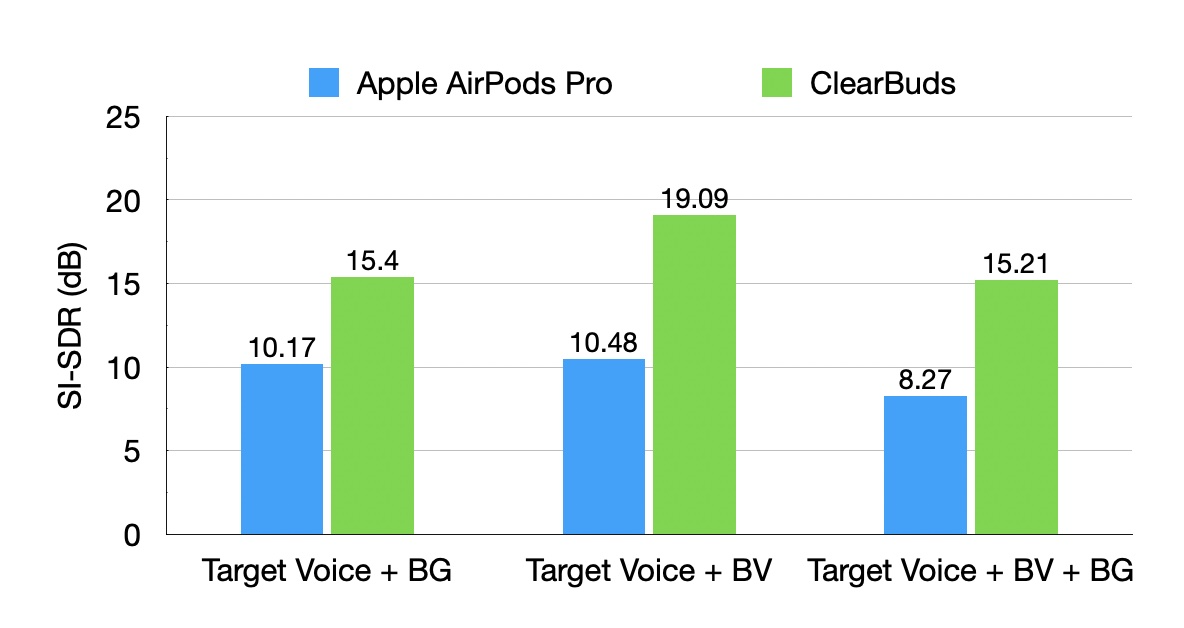 Apple AirPods Pro ClearBuds
25
20
15
10
5
0
SI-SDR (dB)
10.17
15.4
10.48
19.09
8.27
15.21
Target Voice + BG
Target Voice + BV
Target Voice + BV + BG